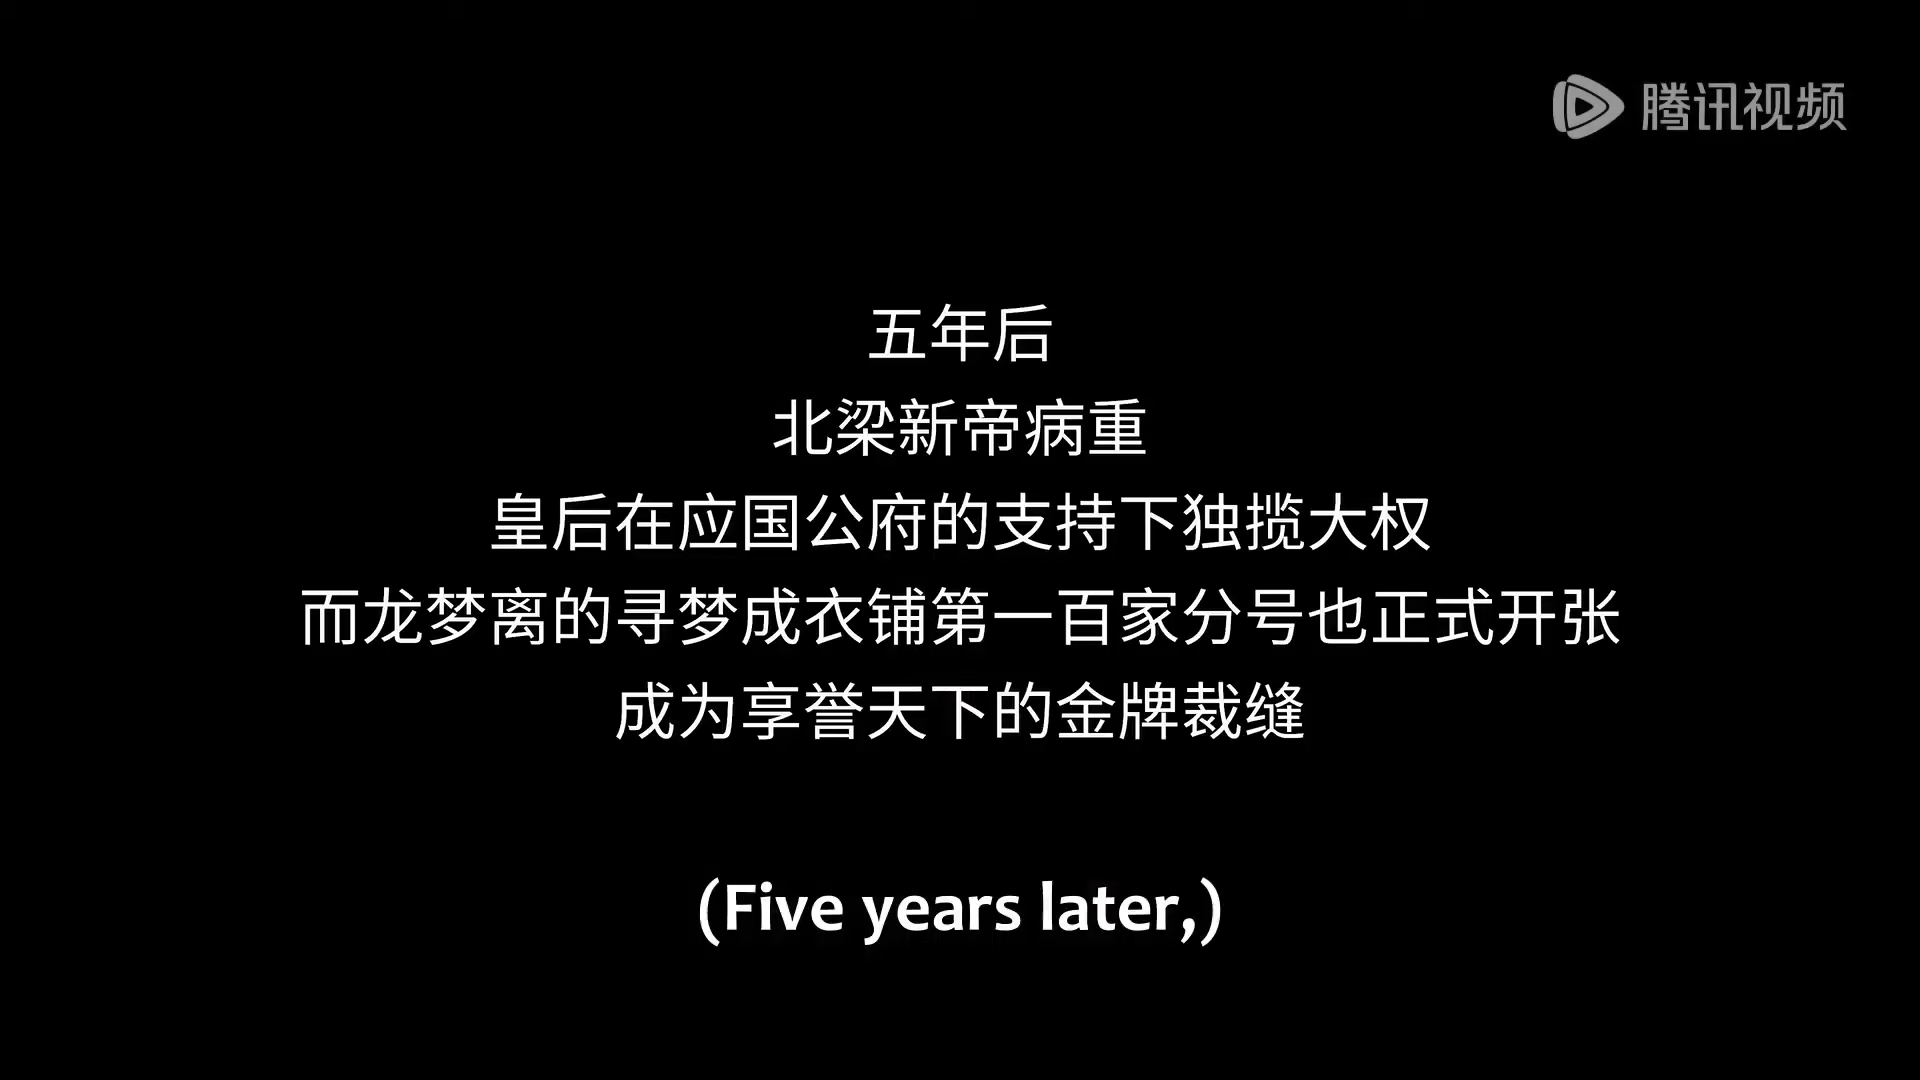 腾讯视频
五年后
北梁新帝病重
皇后在应国公府的支持下独揽大权
而龙梦离的寻梦成衣铺第一百家分号也正式开张
成为享誉天下的金牌裁缝
(Five years later,)